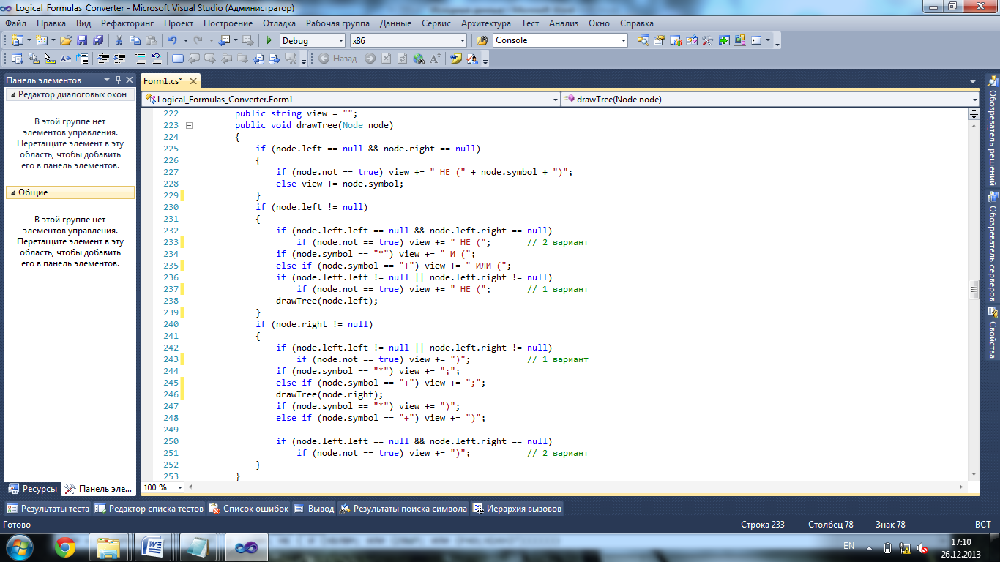 Logical_Formulas_Converter - Microsoft Visual Studio (Администратор)
Файл Правка Вид Рефакторинг Проект Построение Отладка Рабочая группа Данные Сервис Архитектура Тест Анализ Окно Справка
Debug x86 Console
Назад
Панель элементов
Редактор диалоговых окон
В этой группе нет
элементов управления.
Перетащите элемент в эту
область, чтобы добавить
его в панель элементов.
Общие
В этой группе нет
элементов управления.
Перетащите элемент в эту
область, чтобы добавить
его в панель элементов.
Ресурсы Панель эле...
Form1.cs*
Logical_Formulas_Converter.Form1 drawTree(Node node)
222 public string view = "";
223 public void drawTree(Node node)
224 {
225 if (node.left == null && node.right == null)
226 {
227 if (node.not == true) view += " НЕ (" + node.symbol + ")";
228 else view += node.symbol;
229 }
230 if (node.left != null)
231 {
232 if (node.left.left == null && node.left.right == null)
233 if (node.not == true) view += " НЕ ("; // 2 вариант
234 if (node.symbol == "*") view += " И (";
235 else if (node.symbol == "+") view += " ИЛИ (";
236 if (node.left.left != null || node.left.right != null)
237 if (node.not == true) view += " НЕ ("; // 1 вариант
238 drawTree(node.left);
239 }
240 if (node.right != null)
241 {
242 if (node.left.left != null || node.left.right != null)
243 if (node.not == true) view += ")"; // 1 вариант
244 if (node.symbol == "*") view += ";";
245 else if (node.symbol == "+") view += ";";
246 drawTree(node.right);
247 if (node.symbol == "*") view += ")";
248 else if (node.symbol == "+") view += ")";
249
250 if (node.left.left == null && node.left.right == null)
251 if (node.not == true) view += ")"; // 2 вариант
252 }
253 }
100 %
Обозреватель решений
Обозреватель серверов
Свойства
Результаты теста Редактор списка тестов Список ошибок Вывод Результаты поиска символа Иерархия вызовов
Готово Строка 233 Столбец 78 Знак 78 ВСТ
EN 17:10
26.12.2013